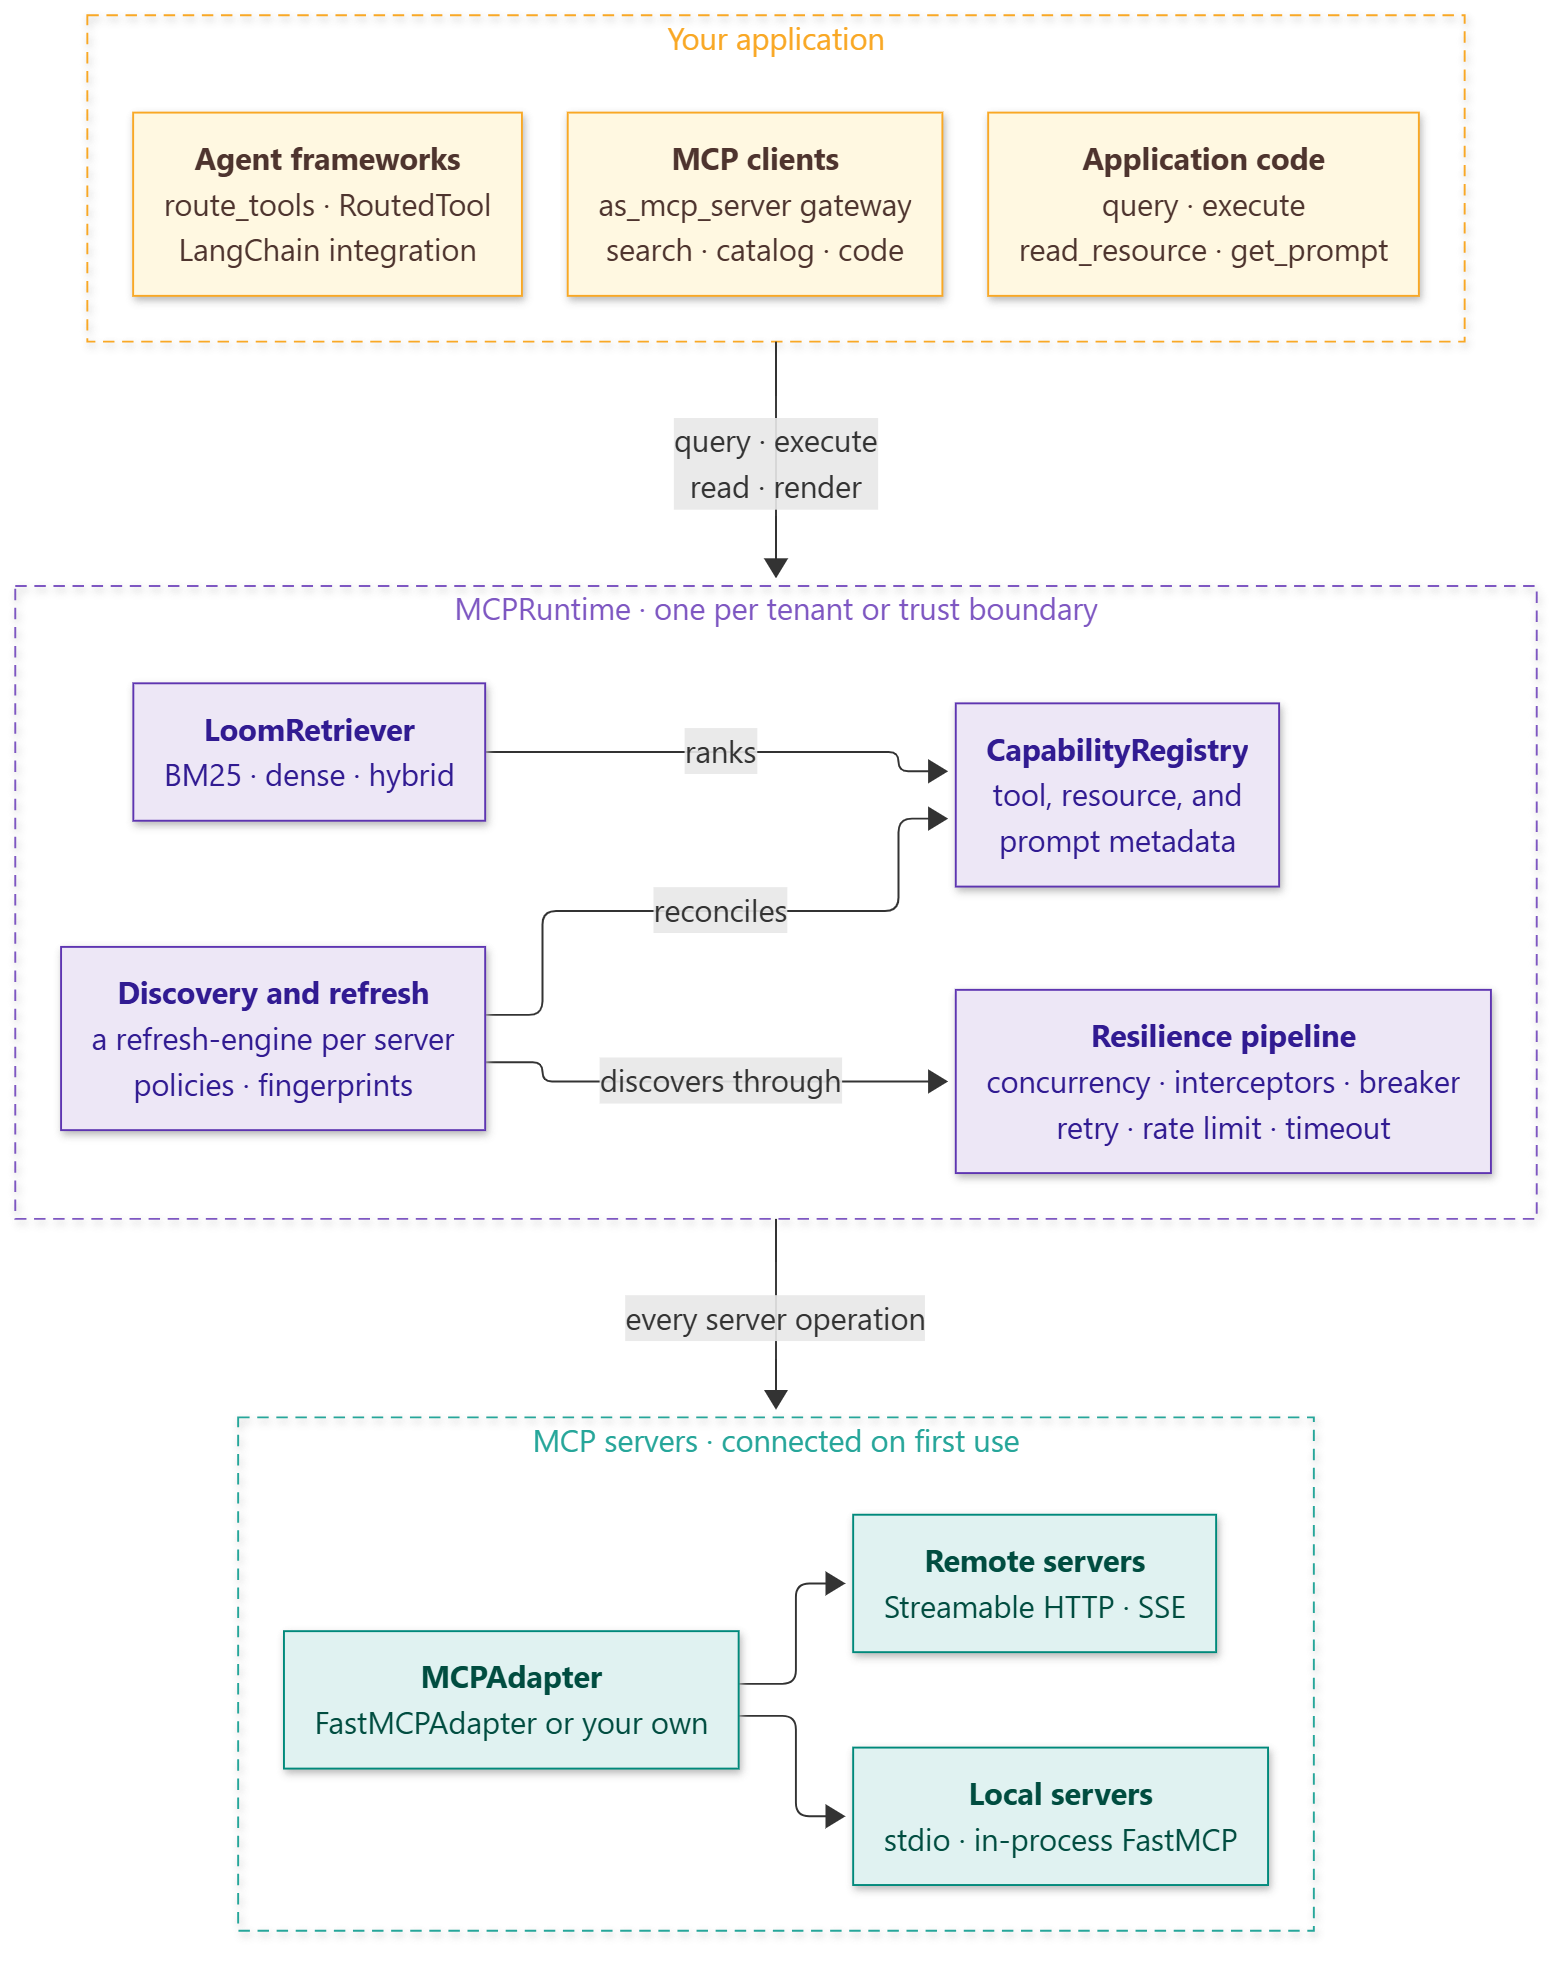 Your application
Agent frameworks
route_tools · RoutedTool
LangChain integration
MCP clients
as_mcp_server gateway
search · catalog · code
Application code
query · execute
read_resource · get_prompt
query · execute
read · render
MCPRuntime · one per tenant or trust boundary
LoomRetriever
BM25 · dense · hybrid
ranks
CapabilityRegistry
tool, resource, and
prompt metadata
reconciles
Discovery and refresh
a refresh-engine per server
policies · fingerprints
discovers through
Resilience pipeline
concurrency · interceptors · breaker
retry · rate limit · timeout
every server operation
MCP servers · connected on first use
Remote servers
Streamable HTTP · SSE
MCPAdapter
FastMCPAdapter or your own
Local servers
stdio · in-process FastMCP